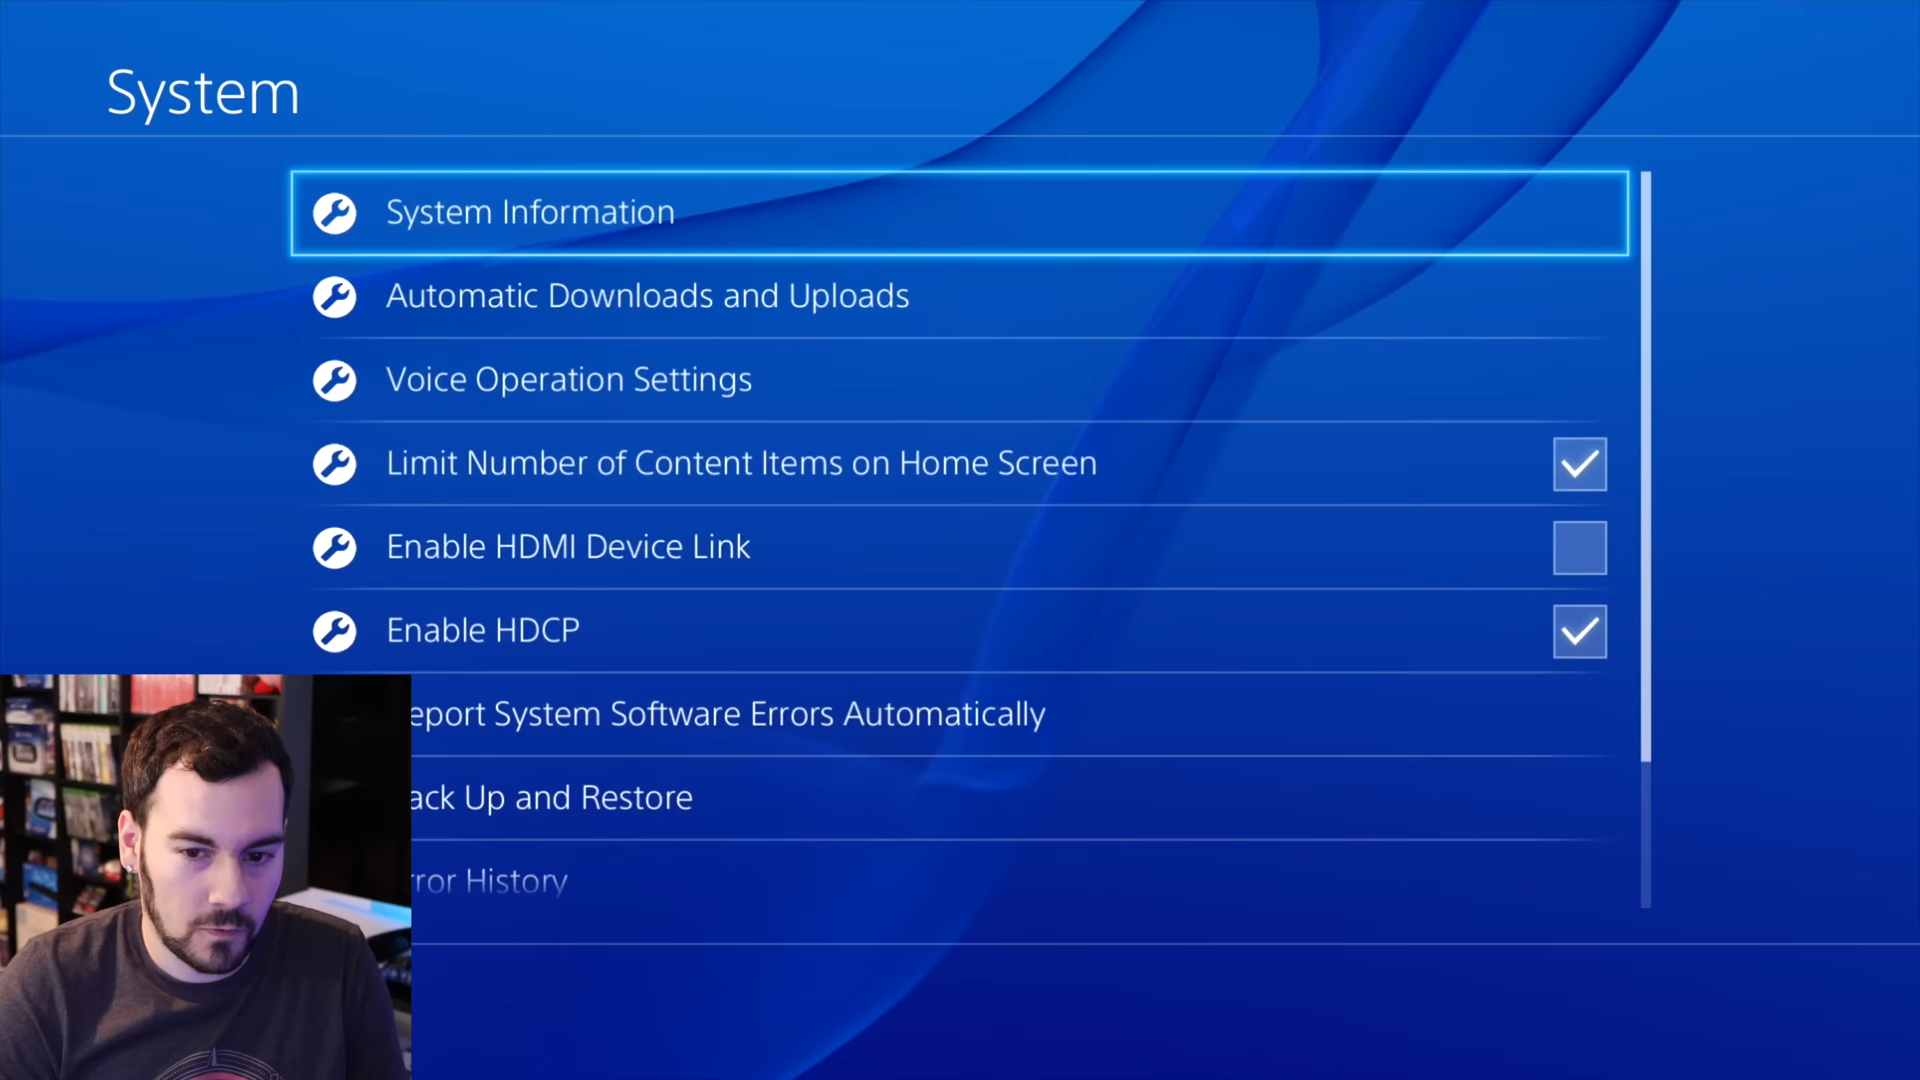 System
System Information
Automatic Downloads and Uploads
Voice Operation Settings
Limit Number of Content Items on Home Screen
Enable HDMI Device Link
Enable HDCP
eport System Software Errors Automatically
ack Up and Restore
rror History